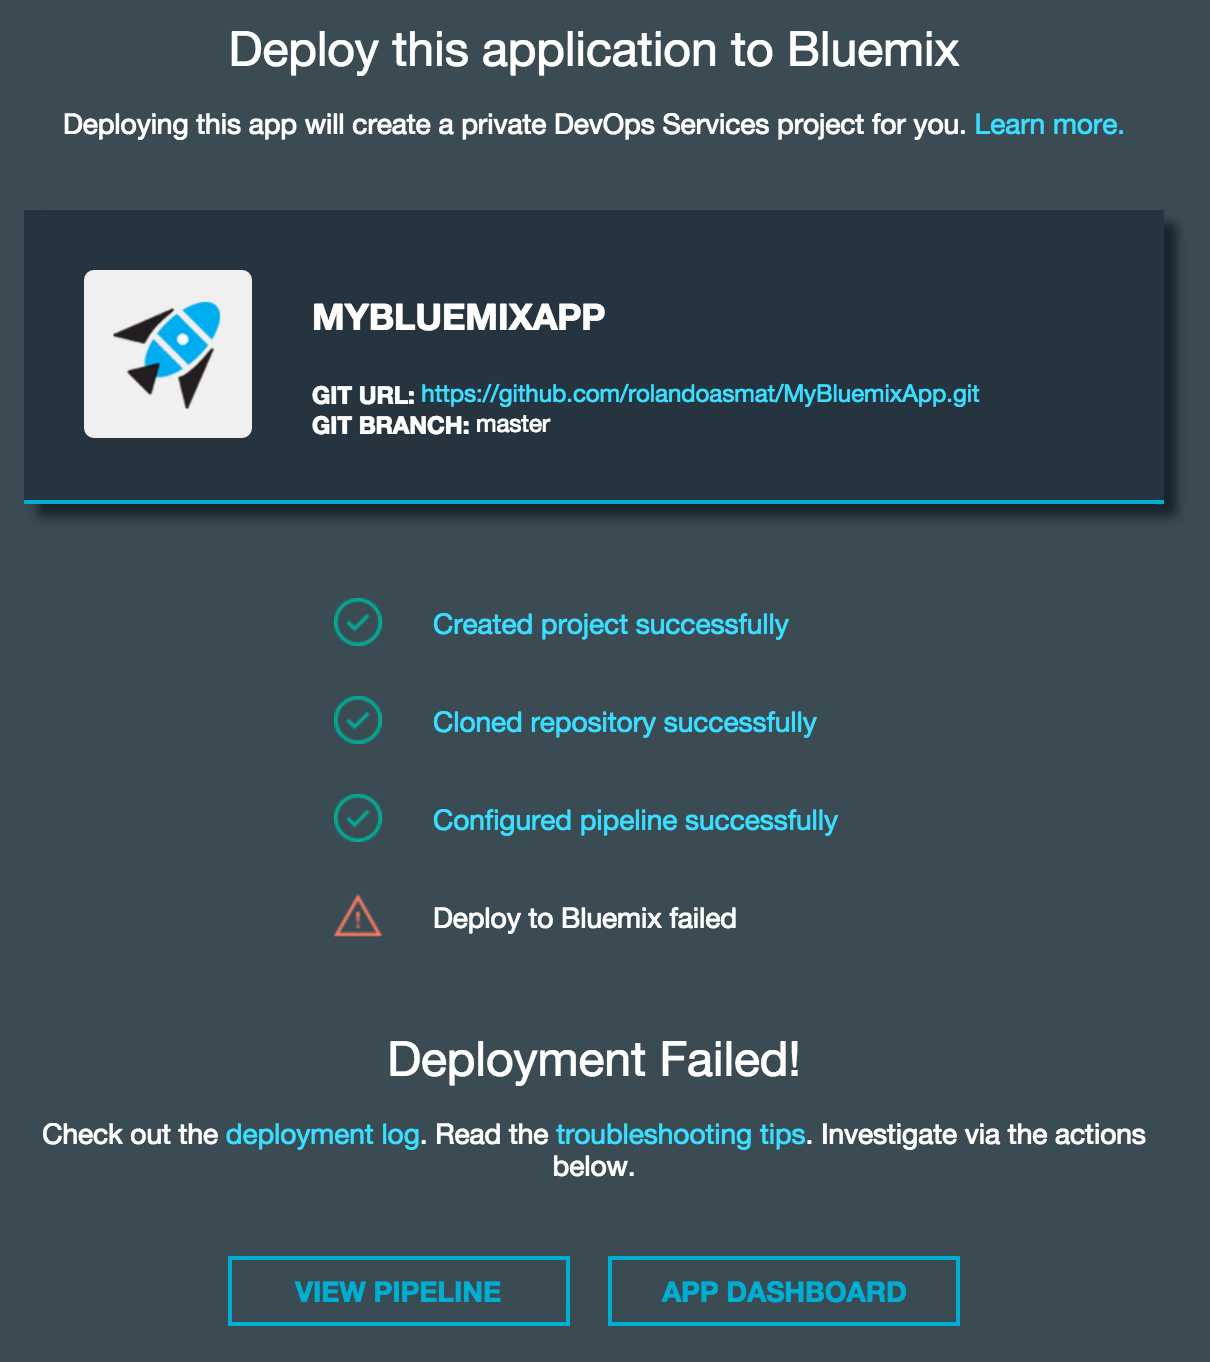 Deploy this application to Bluemix
Deploying this app will create a private DevOps Services project for you. Learn more.
MYBLUEMIXAPP
GIT URL: https://github.com/rolandoasmat/MyBluemixApp.git
GIT BRANCH: master
Created project successfully
Cloned repository successfully
Configured pipeline successfully
Deploy to Bluemix failed
Deployment Failed!
Check out the deployment log. Read the troubleshooting tips. Investigate via the actions
below.
VIEW PIPELINE
APP DASHBOARD